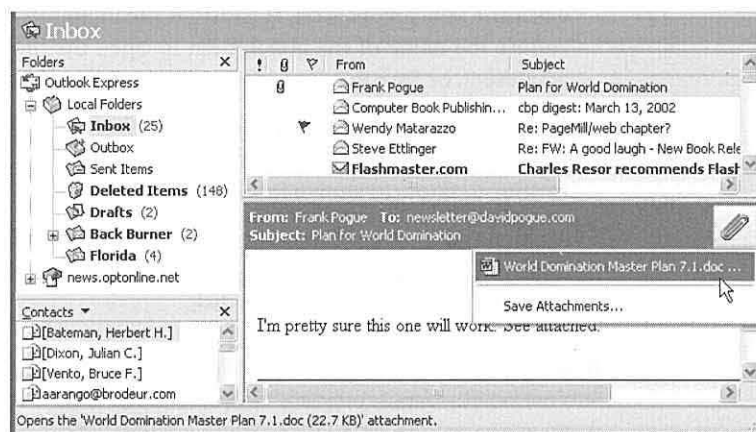 Inbox
Folders X
Outlook Express
Local Folders
Inbox (25)
Outbox
Sent Items
Deleted Items (148)
Drafts (2)
Back Burner (2)
Florida (4)
news.optonline.net
Contacts X
[Bateman, Herbert H.]
[Dixon, Julian C.]
[Vento, Bruce F.]
aarango@brodeur.com
! From Subject
Frank Pogue Plan for World Domination
Computer Book Publishin... cbp digest: March 13, 2002
Wendy Matarazzo Re: PageMill/web chapter?
Steve Ettlinger Re: FW: A good laugh - New Book Rele
Flashmaster.com Charles Resor recommends Flash
From: Frank Pogue To: newsletter@davidpogue.com
Subject: Plan for World Domination
World Domination Master Plan 7.1.doc ...
Save Attachments...
I'm pretty sure this one will work. See attached.
Opens the 'World Domination Master Plan 7.1.doc (22.7 KB)' attachment.